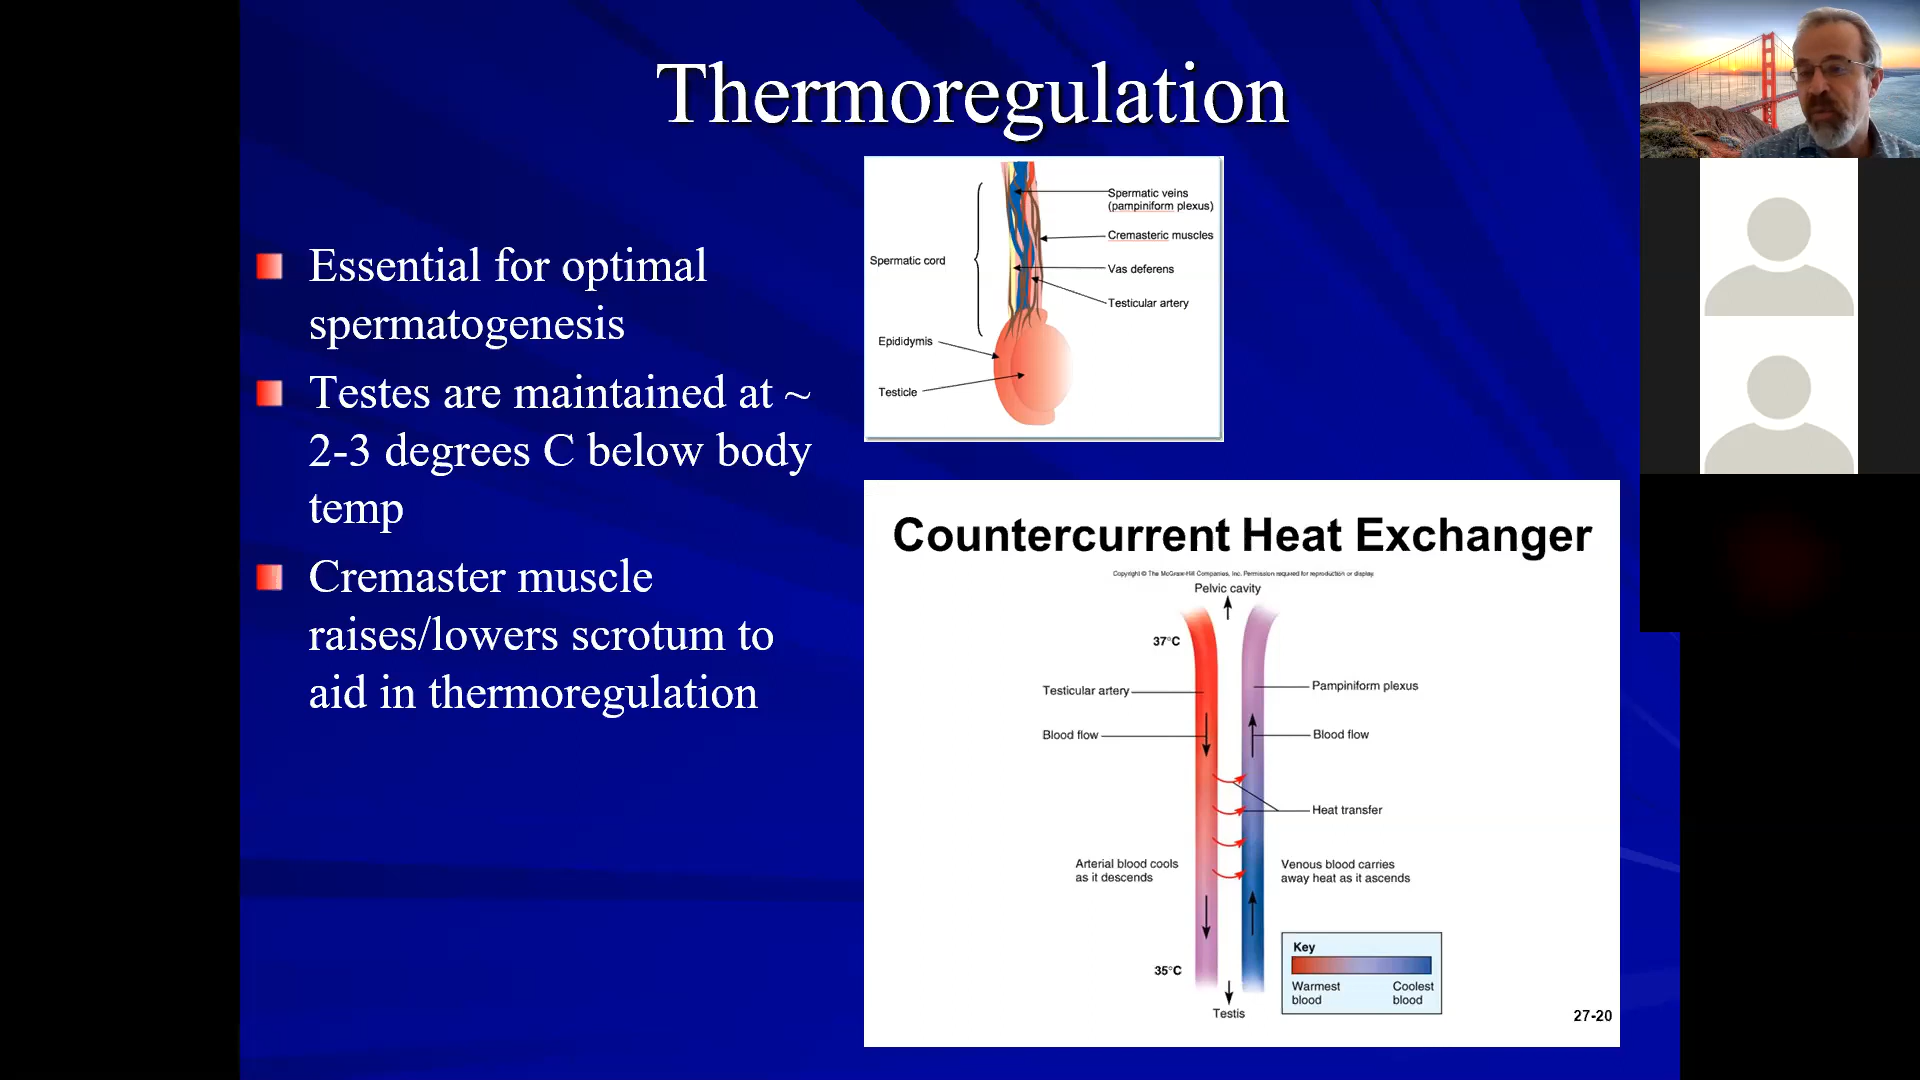 Thermoregulation
Essential for optimal
spermatogenesis
Testes are maintained at ~
2-3 degrees C below body
temp
Cremaster muscle
raises/lowers scrotum to
aid in thermoregulation
Spermatic veins
(pampiniform plexus)
Cremasteric muscles
Spermatic cord
Vas deferens
Testicular artery
Epididymis
Testicle
Countercurrent Heat Exchanger
Copyright © The McGraw-Hill Companies, Inc. Permission required for reproduction or display.
Pelvic cavity
37°C
Testicular artery
Pampiniform plexus
Blood flow
Blood flow
Heat transfer
Arterial blood cools
as it descends
Venous blood carries
away heat as it ascends
Key
Warmest
blood
Coolest
blood
35°C
Testis
27-20